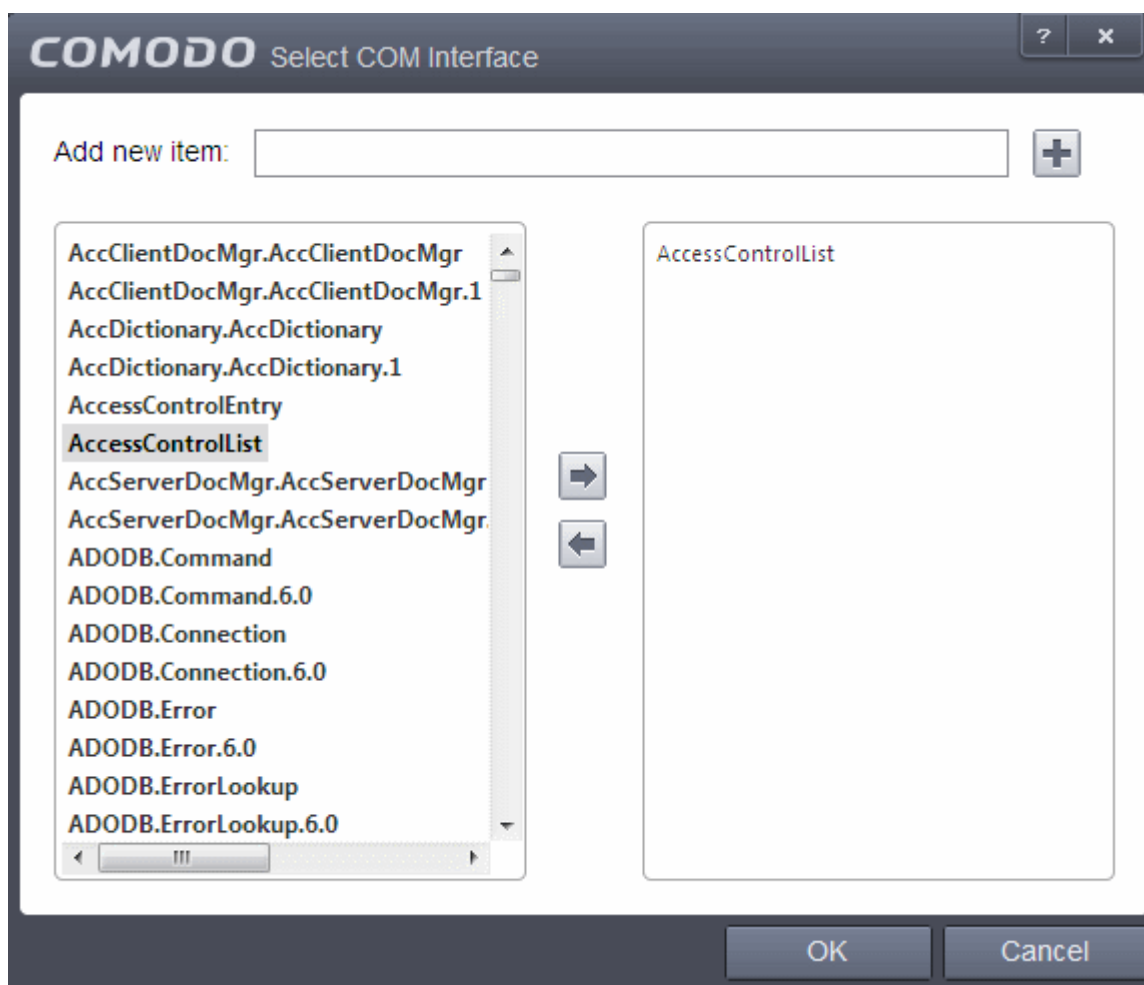 COMODO Select COM Interface
? ×
Add new item:
AccClientDocMgr.AccClientDocMgr
AccClientDocMgr.AccClientDocMgr.1
AccDictionary.AccDictionary
AccDictionary.AccDictionary.1
AccessControlEntry
AccessControlList
AccServerDocMgr.AccServerDocMgr
AccServerDocMgr.AccServerDocMgr.
ADODB.Command
ADODB.Command.6.0
ADODB.Connection
ADODB.Connection.6.0
ADODB.Error
ADODB.Error.6.0
ADODB.ErrorLookup
ADODB.ErrorLookup.6.0
AccessControlList
OK Cancel